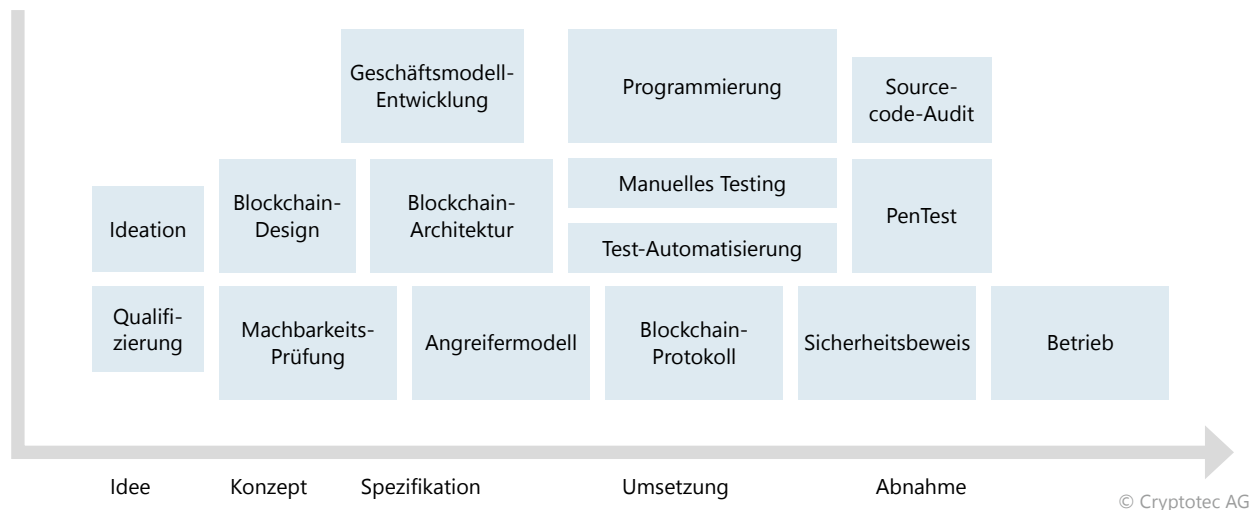 Geschäftsmodell-
Entwicklung
Programmierung
Source-
code-Audit
Ideation
Blockchain-
Design
Blockchain-
Architektur
Manuelles Testing
Test-Automatisierung
PenTest
Qualifi-
zierung
Machbarkeits-
Prüfung
Angreifermodell
Blockchain-
Protokoll
Sicherheitsbeweis
Betrieb
Idee
Konzept
Spezifikation
Umsetzung
Abnahme
© Cryptotec AG